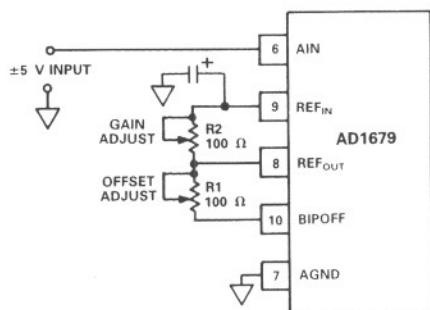 6 AIN
±5 V INPUT
+
9 REFIN
GAIN
ADJUST
R2
100 Ω
AD1679
8 REFOUT
OFFSET
ADJUST
R1
100 Ω
10 BIPOFF
7 AGND